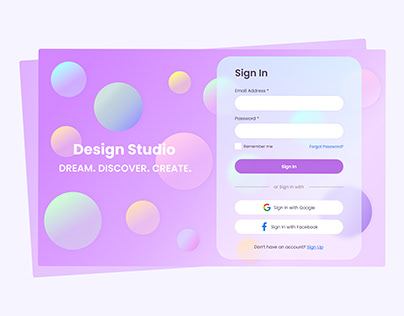 Design Studio
DREAM. DISCOVER. CREATE.
Sign In
Email Address *
Password *
Remember me
Forgot Password?
Sign In
or Sign in with
Sign in with Google
Sign in with Facebook
Don't have an account? Sign Up